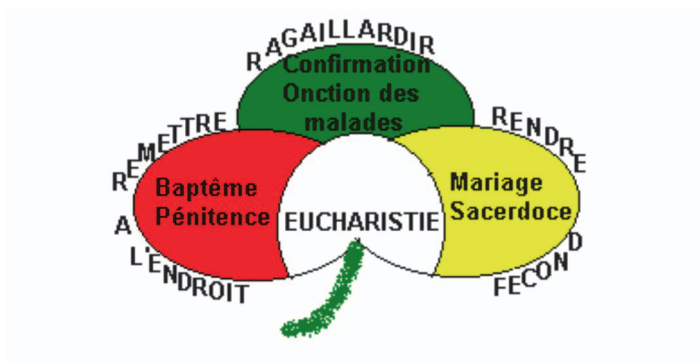 RAGAILLARDIR
Confirmation
Onction des
malades
REMETTRE
A
L'ENDROIT
Baptême
Pénitence
EUCHARISTIE
RENDRE
FECOND
Mariage
Sacerdoce